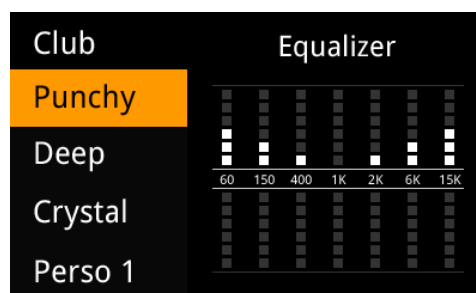 Club
Punchy
Deep
Crystal
Perso 1
Equalizer
60 150 400 1K 2K 6K 15K